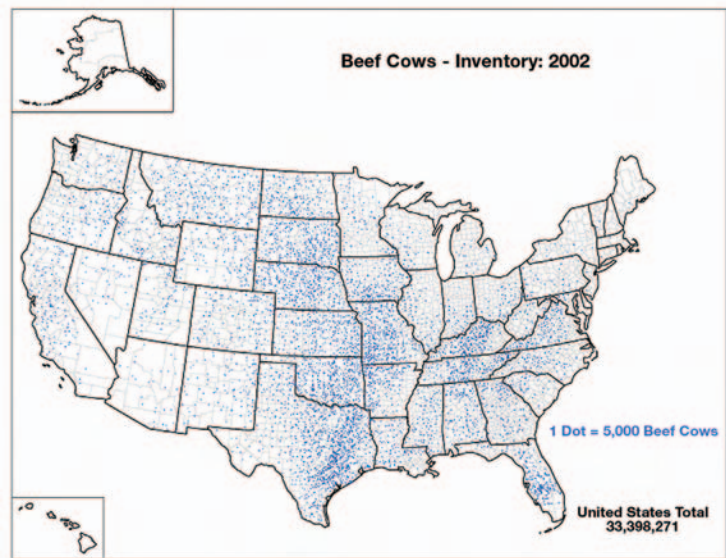 Beef Cows - Inventory: 2002
1 Dot = 5,000 Beef Cows
United States Total
33,398,271